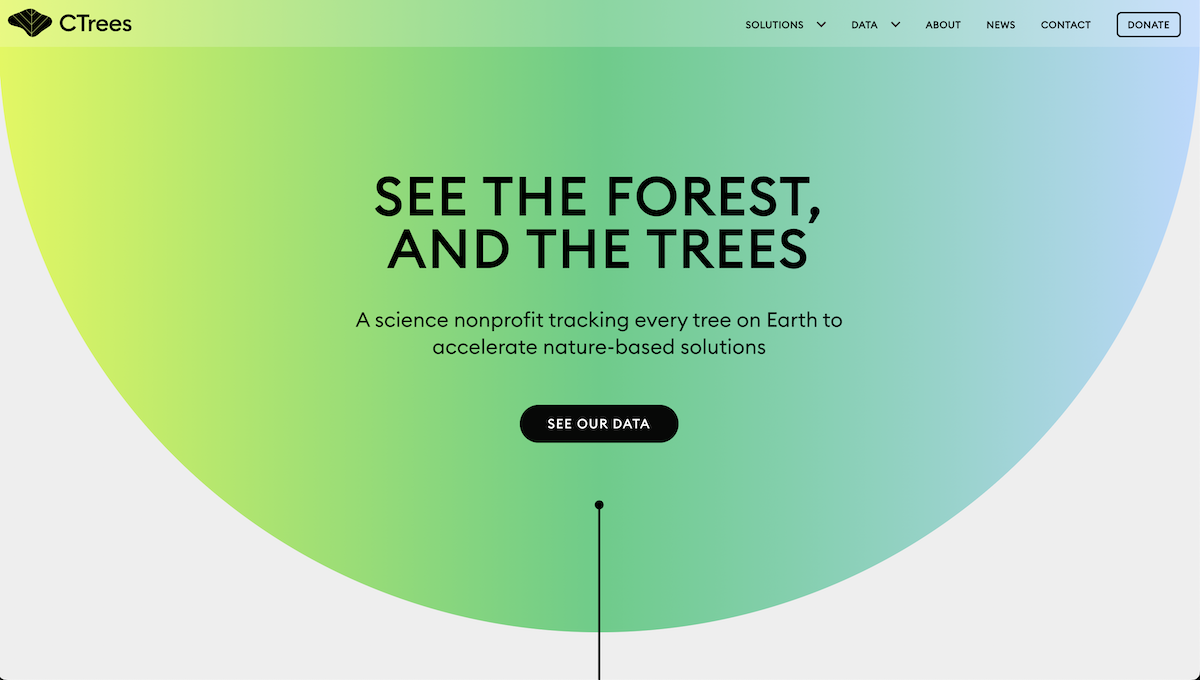 CTrees
SOLUTIONS
DATA
ABOUT
NEWS
CONTACT
DONATE
SEE THE FOREST,
AND THE TREES
A science nonprofit tracking every tree on Earth to
accelerate nature-based solutions
SEE OUR DATA